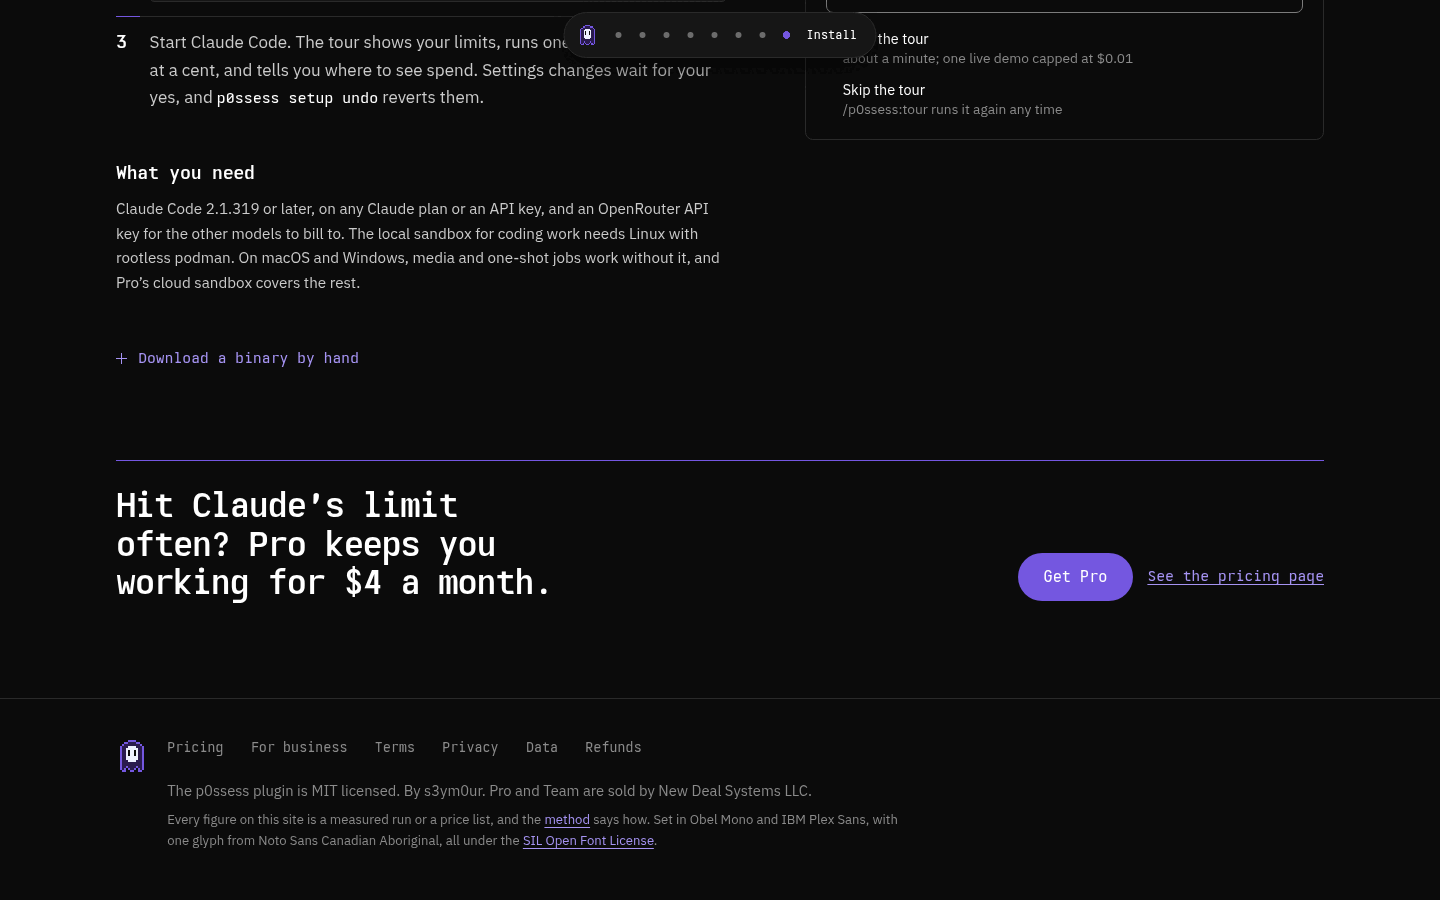 3
Start Claude Code. The tour shows your limits, runs one
at a cent, and tells you where to see spend. Settings changes wait for your
yes, and p0ssess setup undo reverts them.
Install
the tour
about a minute; one live demo capped at $0.01
Skip the tour
/p0ssess:tour runs it again any time
What you need
Claude Code 2.1.319 or later, on any Claude plan or an API key, and an OpenRouter API
key for the other models to bill to. The local sandbox for coding work needs Linux with
rootless podman. On macOS and Windows, media and one-shot jobs work without it, and
Pro’s cloud sandbox covers the rest.
+ Download a binary by hand
Hit Claude’s limit
often? Pro keeps you
working for $4 a month.
Get Pro
See the pricing page
Pricing For business Terms Privacy Data Refunds
The p0ssess plugin is MIT licensed. By s3ym0ur. Pro and Team are sold by New Deal Systems LLC.
Every figure on this site is a measured run or a price list, and the method says how. Set in Obel Mono and IBM Plex Sans, with
one glyph from Noto Sans Canadian Aboriginal, all under the SIL Open Font License.